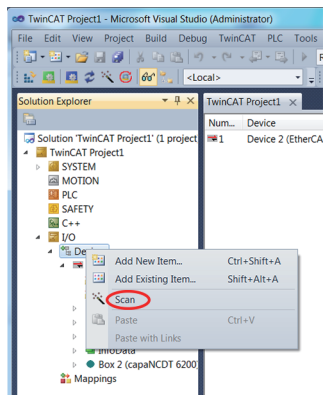 TwinCAT Project1 - Microsoft Visual Studio (Administrator)
File Edit View Project Build Debug TwinCAT PLC Tools
<Local>
Solution Explorer
TwinCAT Project1
Num... Device
1 Device 2 (EtherCA
Solution 'TwinCAT Project1' (1 project
TwinCAT Project1
SYSTEM
MOTION
PLC
SAFETY
C++
I/O
Add New Item... Ctrl+Shift+A
Add Existing Item... Shift+Alt+A
Scan
Paste Ctrl+V
Paste with Links
InfoData
Box 2 (capaNCDT 6200)
Mappings